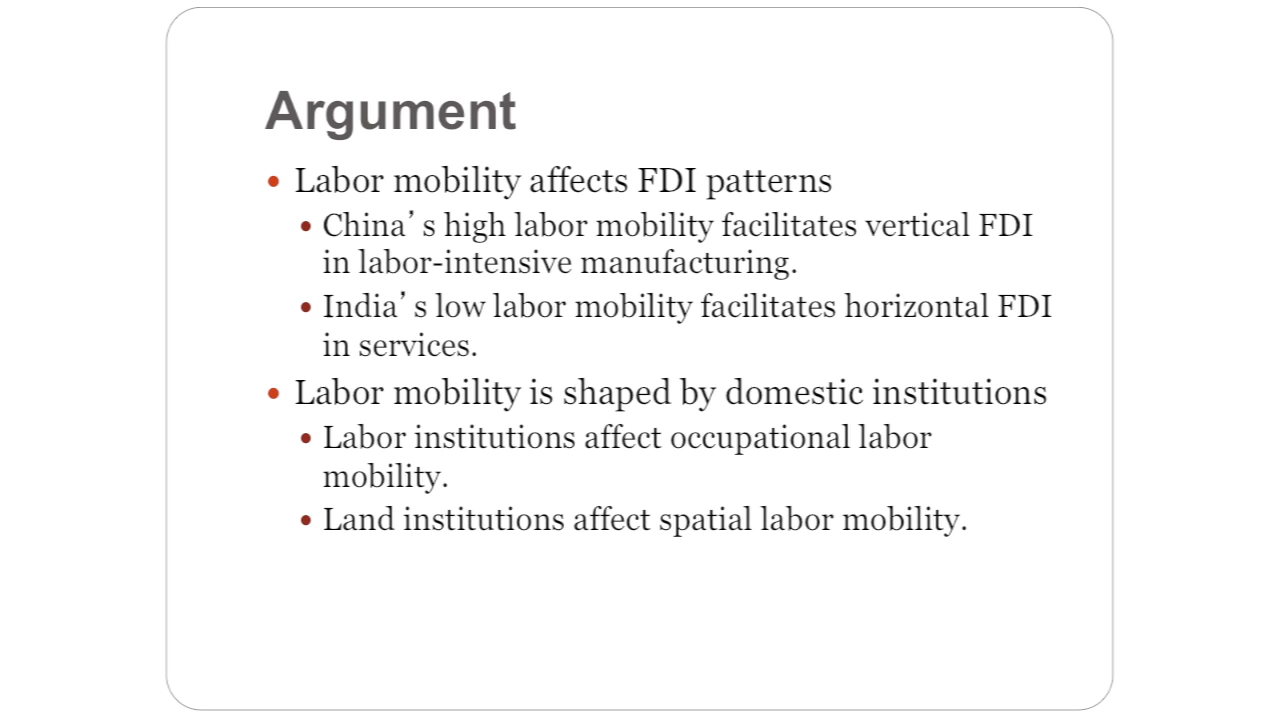 Argument
• Labor mobility affects FDI patterns
• China’s high labor mobility facilitates vertical FDI
in labor-intensive manufacturing.
• India’s low labor mobility facilitates horizontal FDI
in services.
• Labor mobility is shaped by domestic institutions
• Labor institutions affect occupational labor
mobility.
• Land institutions affect spatial labor mobility.